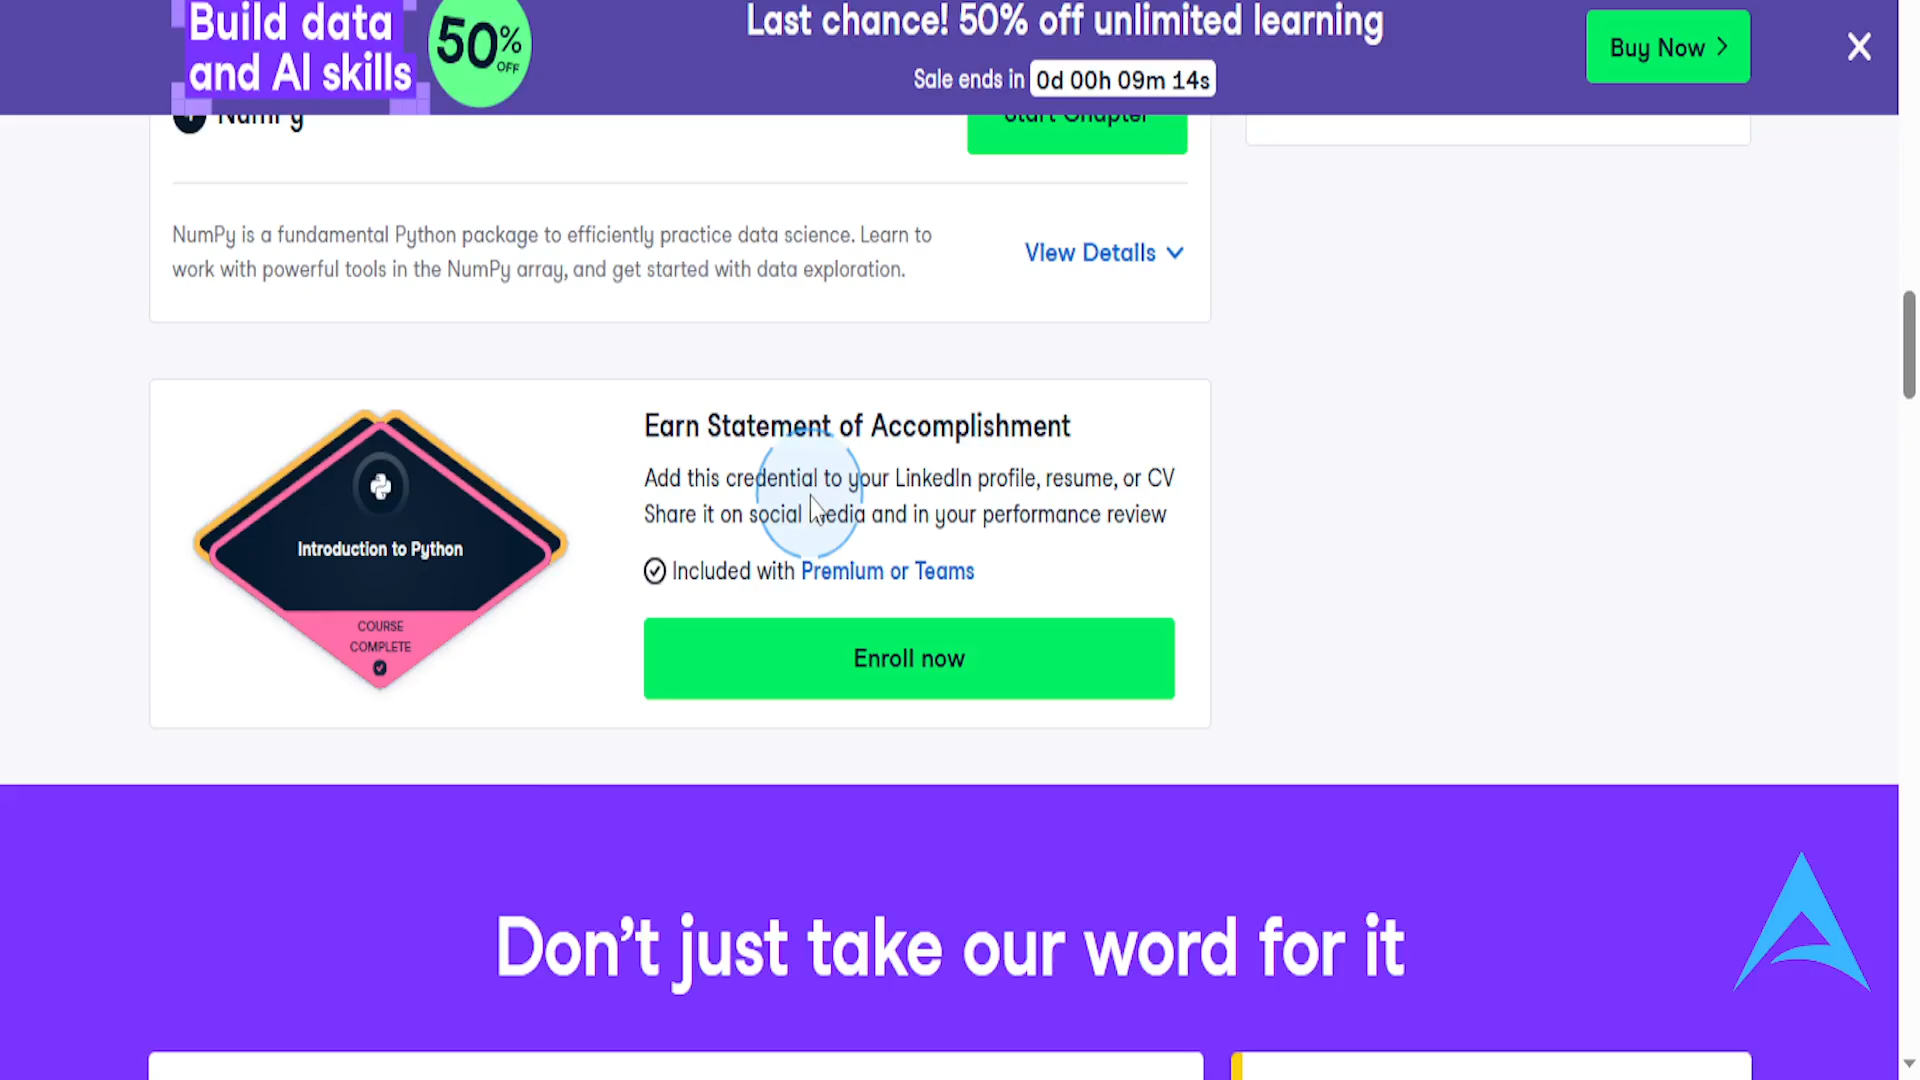 Build data
and AI skills
50%
OFF
Last chance! 50% off unlimited learning
Sale ends in 0d 00h 09m 14s
Buy Now
NumPy
Start Chapter
NumPy is a fundamental Python package to efficiently practice data science. Learn to
work with powerful tools in the NumPy array, and get started with data exploration.
View Details
Introduction to Python
COURSE
COMPLETE
Earn Statement of Accomplishment
Add this credential to your LinkedIn profile, resume, or CV
Share it on social media and in your performance review
Included with Premium or Teams
Enroll now
Don't just take our word for it